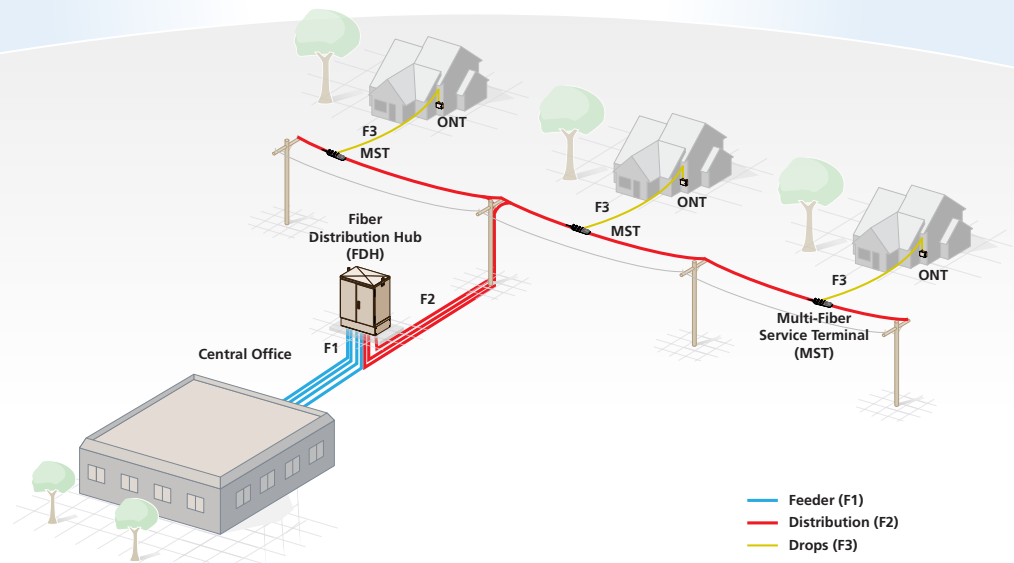 F3
MST
ONT
F3
MST
ONT
Fiber
Distribution Hub
(FDH)
F2
F1
Central Office
F3
ONT
Multi-Fiber
Service Terminal
(MST)
Feeder (F1)
Distribution (F2)
Drops (F3)